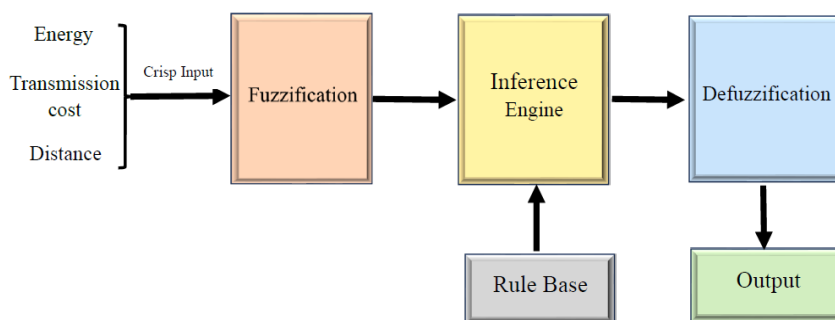 Energy
Transmission
cost
Distance
Crisp Input
Fuzzification
Inference
Engine
Defuzzification
Rule Base
Output